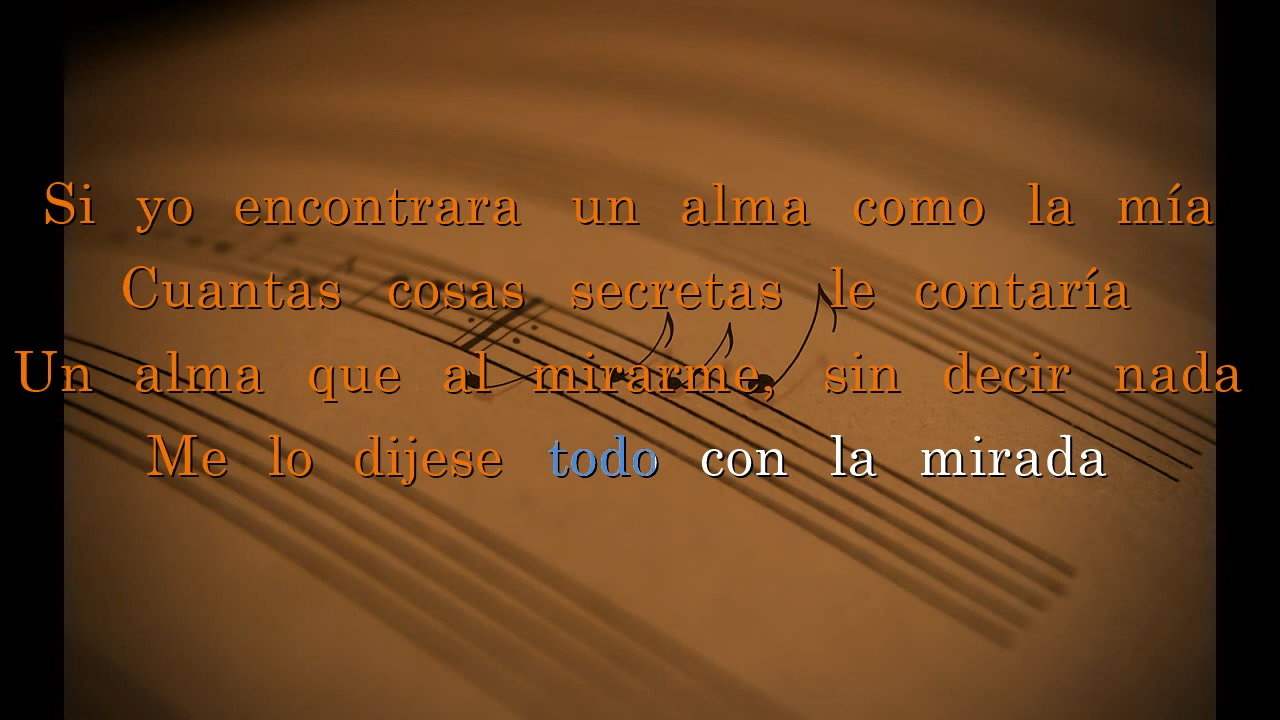 Si yo encontrara un alma como la mía
Cuantas cosas secretas le contaría
Un alma que al mirarme, sin decir nada
Me lo dijese todo con la mirada